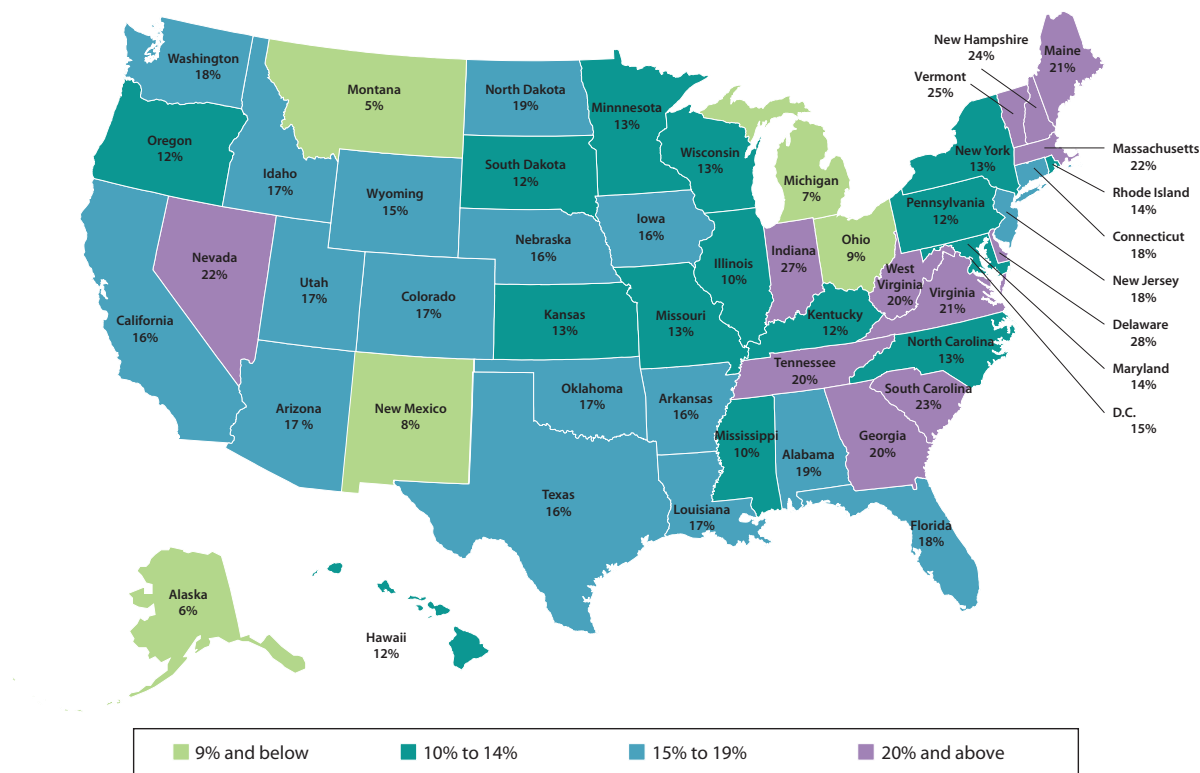 Washington
18%
Oregon
12%
California
16%
Nevada
22%
Idaho
17%
Montana
5%
Wyoming
15%
Utah
17%
Colorado
17%
Arizona
17 %
New Mexico
8%
North Dakota
19%
South Dakota
12%
Nebraska
16%
Kansas
13%
Oklahoma
17%
Texas
16%
Minnnesota
13%
Iowa
16%
Missouri
13%
Arkansas
16%
Louisiana
17%
Wisconsin
13%
Illinois
10%
Michigan
7%
Indiana
27%
Ohio
9%
Kentucky
12%
Tennessee
20%
Mississippi
10%
Alabama
19%
Georgia
20%
Florida
18%
South Carolina
23%
North Carolina
13%
Virginia
21%
West
Virginia
20%
Pennsylvania
12%
New York
13%
Vermont
25%
New Hampshire
24%
Maine
21%
Massachusetts
22%
Rhode Island
14%
Connecticut
18%
New Jersey
18%
Delaware
28%
Maryland
14%
D.C.
15%
Alaska
6%
Hawaii
12%
9% and below
10% to 14%
15% to 19%
20% and above